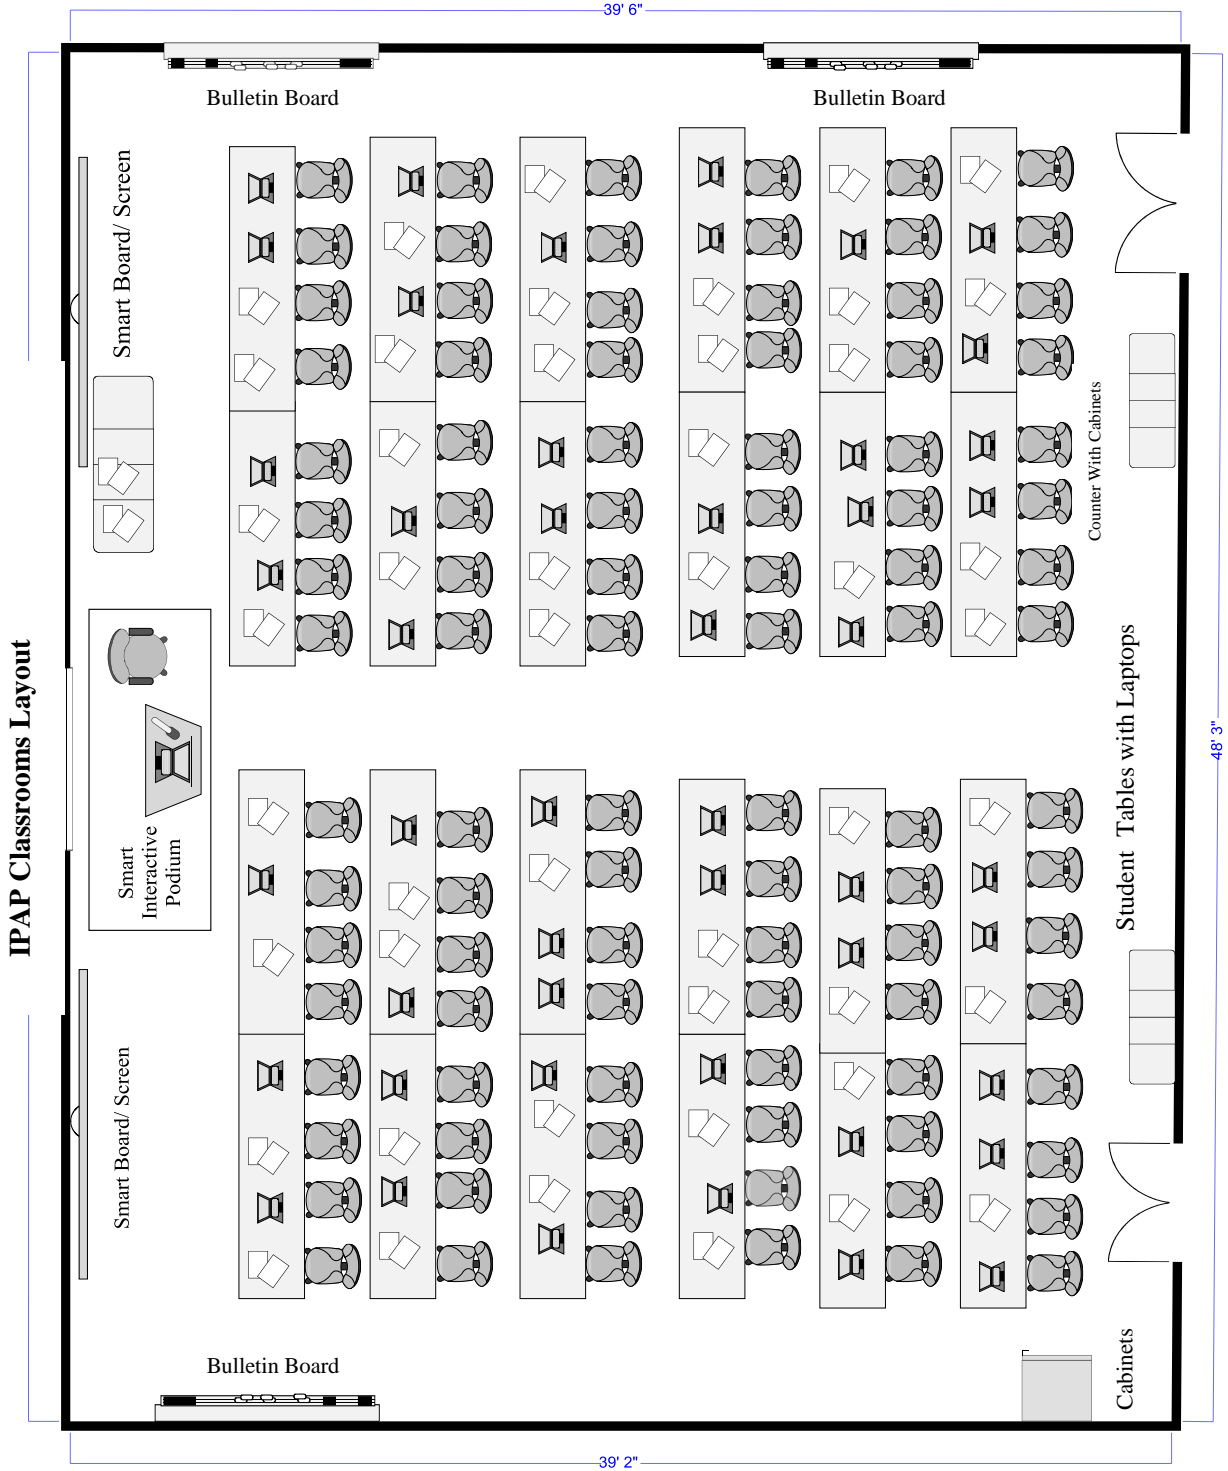 39' 6"
Bulletin Board
Bulletin Board
Smart Board/ Screen
Counter With Cabinets
IPAP Classrooms Layout
Smart
Interactive
Podium
Student Tables with Laptops
48' 3"
Smart Board/ Screen
Bulletin Board
Cabinets
39' 2"